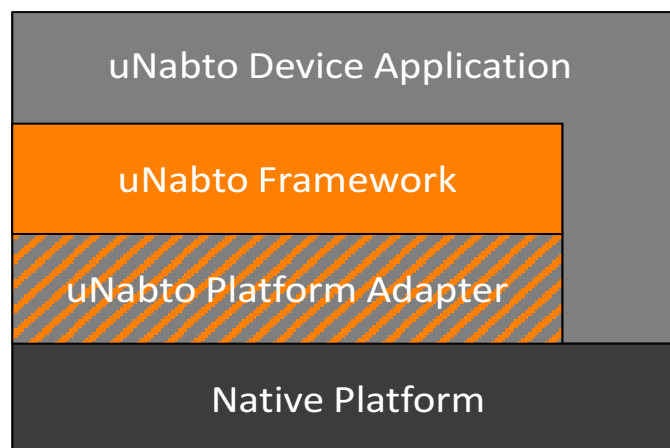 uNabto Device Application
uNabto Framework
uNabto Platform Adapter
Native Platform